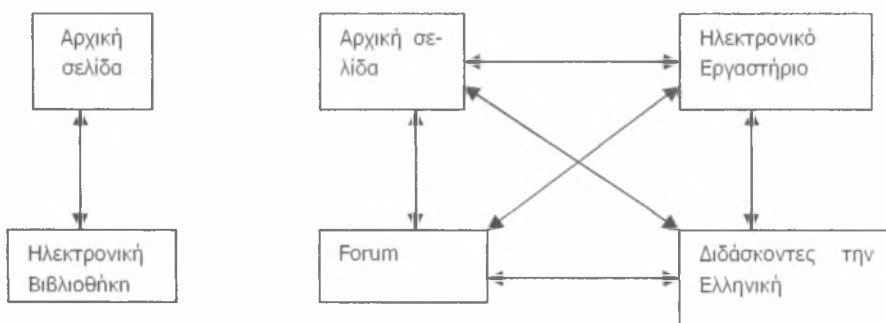 Αρχική
σελίδα
Αρχική σε-
λίδα
Ηλεκτρονικό
Εργαστήριο
Ηλεκτρονική
Βιβλιοθήκη
Forum
Διδάσκοντες την
Ελληνική